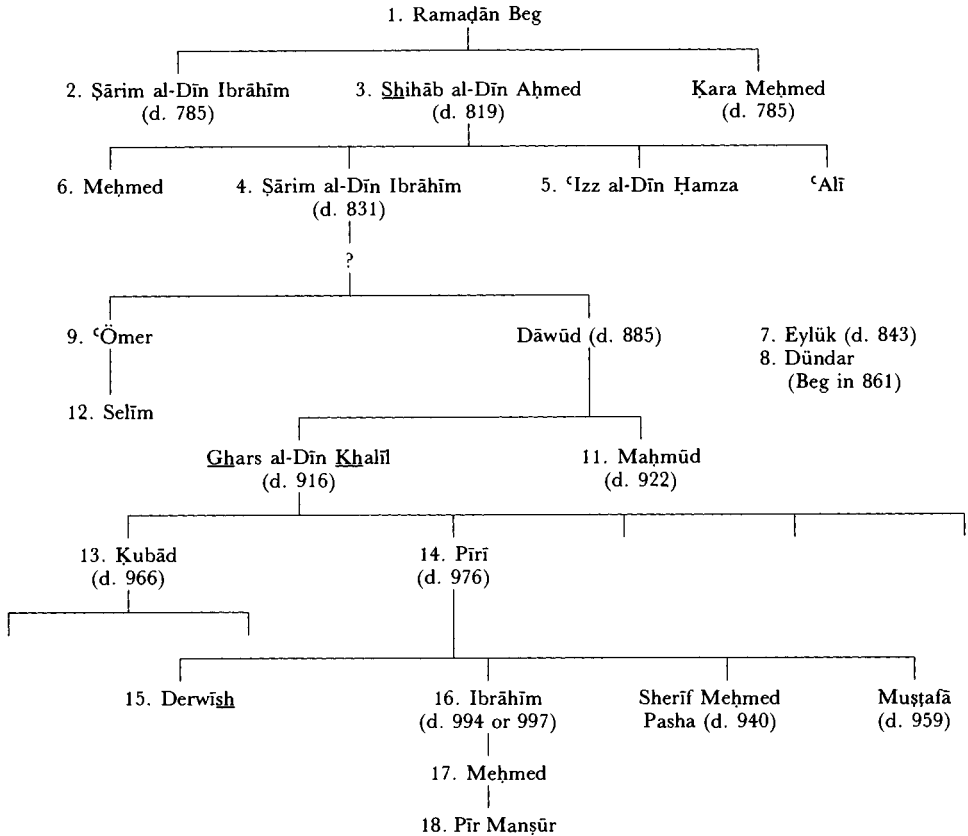 1. Ramaḍān Beg
2. Ṣārim al-Dīn Ibrāhīm
(d. 785)
3. Shihāb al-Dīn Aḥmed
(d. 819)
Ḳara Meḥmed
(d. 785)
6. Meḥmed
4. Ṣārim al-Dīn Ibrāhīm
(d. 831)
5. ʿIzz al-Dīn Ḥamza
ʿAlī
?
9. ʿÖmer
Dāwūd (d. 885)
7. Eylük (d. 843)
8. Dündar
(Beg in 861)
12. Selīm
Ghars al-Dīn Khalīl
(d. 916)
11. Maḥmūd
(d. 922)
13. Ḳubād
(d. 966)
14. Pīrī
(d. 976)
15. Derwīsh
16. Ibrāhīm
(d. 994 or 997)
Sherīf Meḥmed
Pasha (d. 940)
Muṣṭafā
(d. 959)
17. Meḥmed
18. Pīr Manṣūr